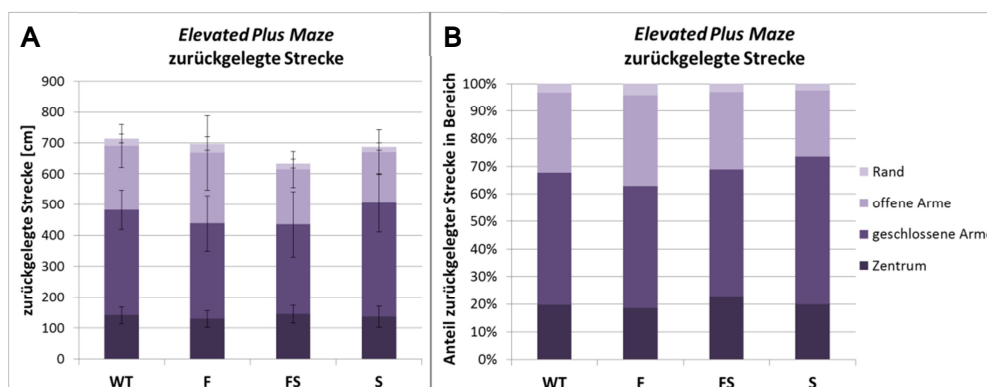 A
Elevated Plus Maze
zurückgelegte Strecke
zurückgelegte Strecke [cm]
900
800
700
600
500
400
300
200
100
0
WT F FS S
B
Elevated Plus Maze
zurückgelegte Strecke
Anteil zurückgelegter Strecke in Bereich
100%
90%
80%
70%
60%
50%
40%
30%
20%
10%
0%
WT F FS S
Rand
offene Arme
geschlossene Arme
Zentrum